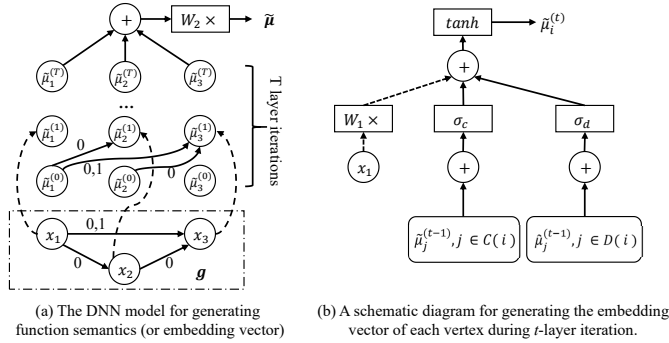 +
W₂ ×
μ̃
μ̃₁⁽ᵀ⁾ μ̃₂⁽ᵀ⁾ μ̃₃⁽ᵀ⁾
...
T layer iterations
μ̃₁⁽¹⁾ μ̃₂⁽¹⁾ μ̃₃⁽¹⁾
0
0,1
0
μ̃₁⁽⁰⁾ μ̃₂⁽⁰⁾ μ̃₃⁽⁰⁾
0,1
x₁ x₃
0 0
x₂
g
(a) The DNN model for generating
function semantics (or embedding vector)
tanh
μ̃ᵢ⁽ᵗ⁾
+
W₁ ×
σ_c
σ_d
x₁
+
+
μ̃ⱼ⁽ᵗ⁻¹⁾, j ∈ C( i )
μ̂ⱼ⁽ᵗ⁻¹⁾, j ∈ D( i )
(b) A schematic diagram for generating the embedding
vector of each vertex during t-layer iteration.